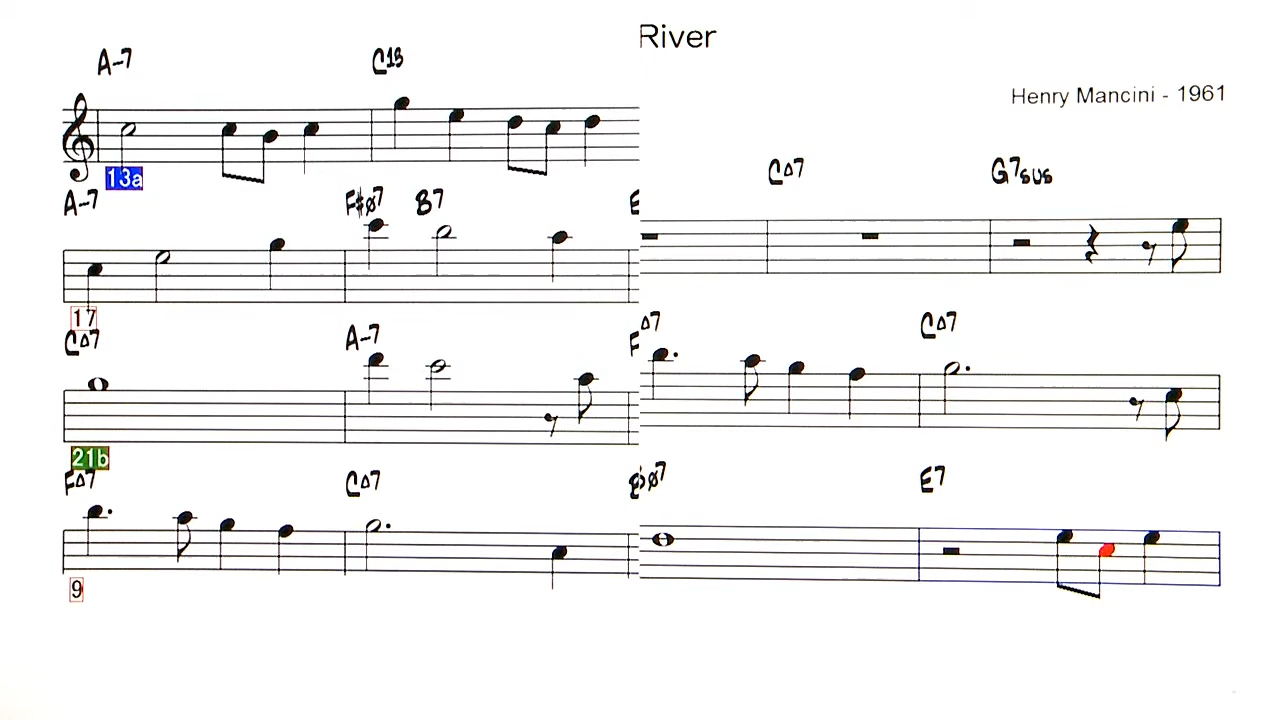 River
A-7 C13
Henry Mancini - 1961
13a
C△7 G7sus
A-7 F#ø7 B7
17
C△7 A-7
△7 C△7
21b
F△7 C△7
ø7 E7
9